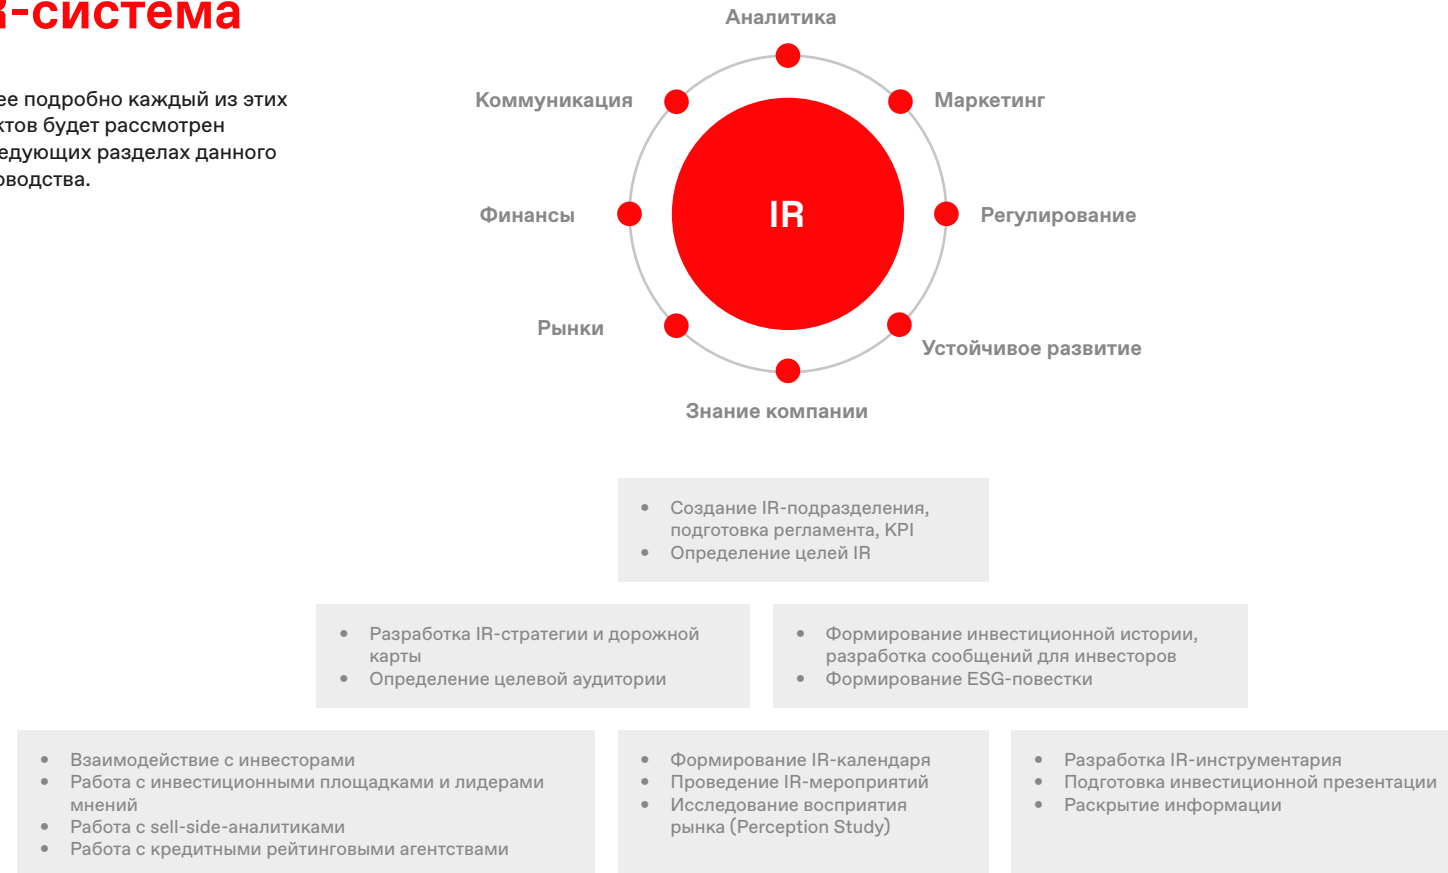 R-система
ее подробно каждый из этих
ктов будет рассмотрен
едующих разделах данного
оводства.
Аналитика
Коммуникация
Маркетинг
IR
Финансы
Регулирование
Рынки
Устойчивое развитие
Знание компании
• Создание IR-подразделения,
подготовка регламента, KPI
• Определение целей IR
• Разработка IR-стратегии и дорожной
карты
• Определение целевой аудитории
• Формирование инвестиционной истории,
разработка сообщений для инвесторов
• Формирование ESG-повестки
• Взаимодействие с инвесторами
• Работа с инвестиционными площадками и лидерами
мнений
• Работа с sell-side-аналитиками
• Работа с кредитными рейтинговыми агентствами
• Формирование IR-календаря
• Проведение IR-мероприятий
• Исследование восприятия
рынка (Perception Study)
• Разработка IR-инструментария
• Подготовка инвестиционной презентации
• Раскрытие информации